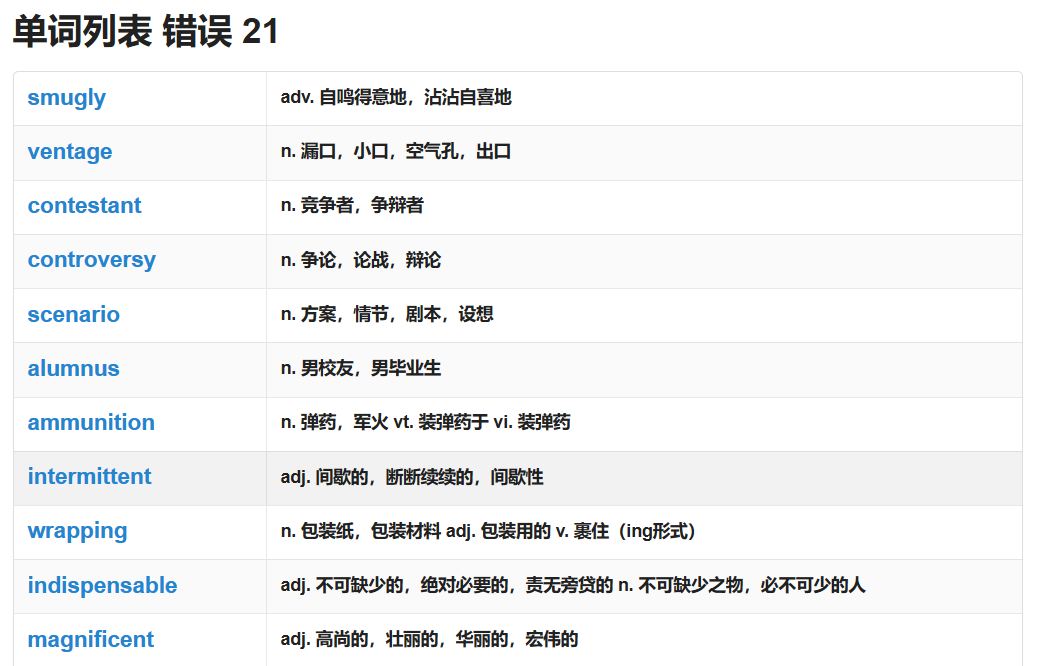 单词列表 错误 21
smugly adv. 自鸣得意地，沾沾自喜地
ventage n. 漏口，小口，空气孔，出口
contestant n. 竞争者，争辩者
controversy n. 争论，论战，辩论
scenario n. 方案，情节，剧本，设想
alumnus n. 男校友，男毕业生
ammunition n. 弹药，军火 vt. 装弹药于 vi. 装弹药
intermittent adj. 间歇的，断断续续的，间歇性
wrapping n. 包装纸，包装材料 adj. 包装用的 v. 裹住（ing形式）
indispensable adj. 不可缺少的，绝对必要的，责无旁贷的 n. 不可缺少之物，必不可少的人
magnificent adj. 高尚的，壮丽的，华丽的，宏伟的